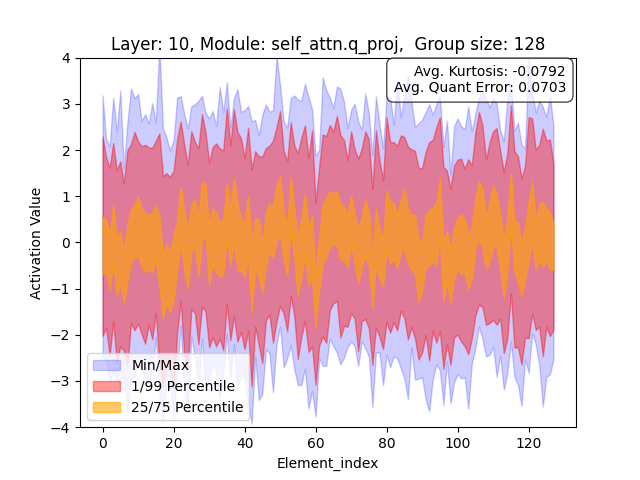 Layer: 10, Module: self_attn.q_proj,  Group size: 128
Avg. Kurtosis: -0.0792
Avg. Quant Error: 0.0703
Activation Value
4
3
2
1
0
−1
−2
−3
−4
Min/Max
1/99 Percentile
25/75 Percentile
0 20 40 60 80 100 120
Element_index